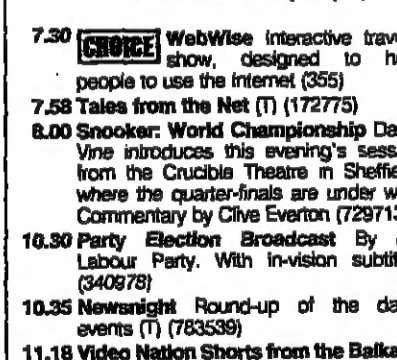 7.30 CHOICE WebWise Interactive trave
show, designed to h
people to use the Internet (355)
7.58 Tales from the Net (T) (172775)
8.00 Snooker: World Championship Da
Vine introduces this evening's sess
from the Crucible Theatre in Sheffie
where the quarter-finals are under w
Commentary by Clive Everton (729713
10.30 Party Election Broadcast By
Labour Party. With in-vision subtit
(340978)
10.35 Newsnight Round-up of the da
events (T) (783539)
11.18 Video Nation Shorts from the Balka